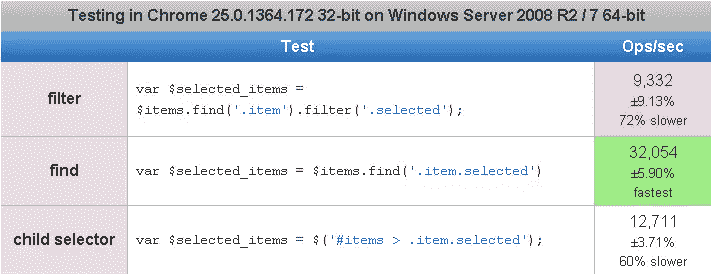 Testing in Chrome 25.0.1364.172 32-bit on Windows Server 2008 R2 / 7 64-bit
Test Ops/sec
filter
var $selected_items =
$items.find('.item').filter('.selected');
9,332
±9.13%
72% slower
find
var $selected_items = $items.find('.item.selected')
32,054
±5.90%
fastest
child selector
var $selected_items = $('#items > .item.selected');
12,711
±3.71%
60% slower